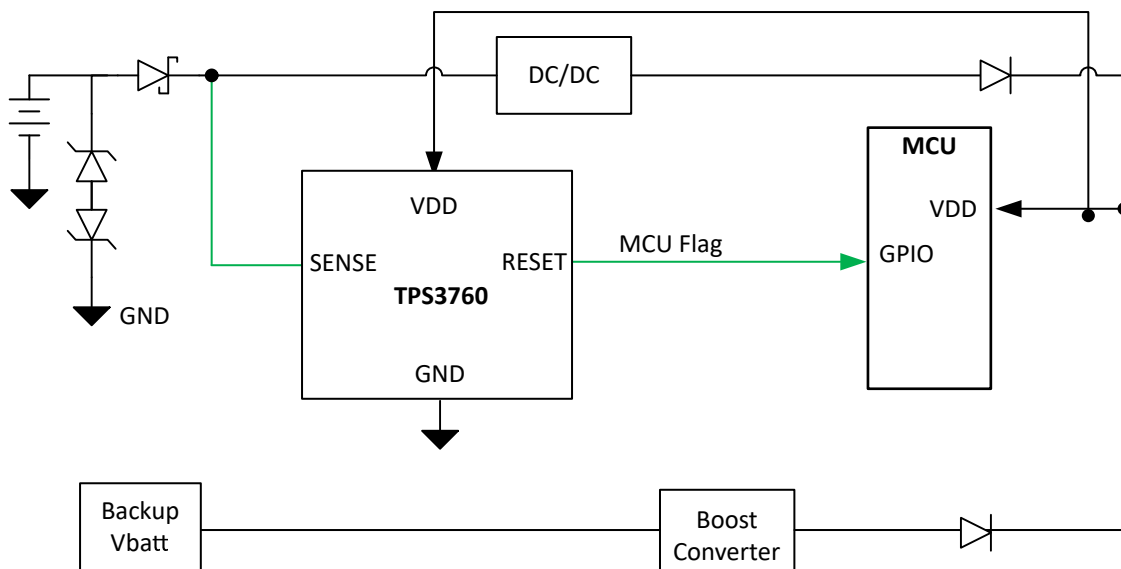 DC/DC
MCU
VDD
VDD
MCU Flag
SENSE
RESET
GPIO
TPS3760
GND
GND
Backup
Vbatt
Boost
Converter